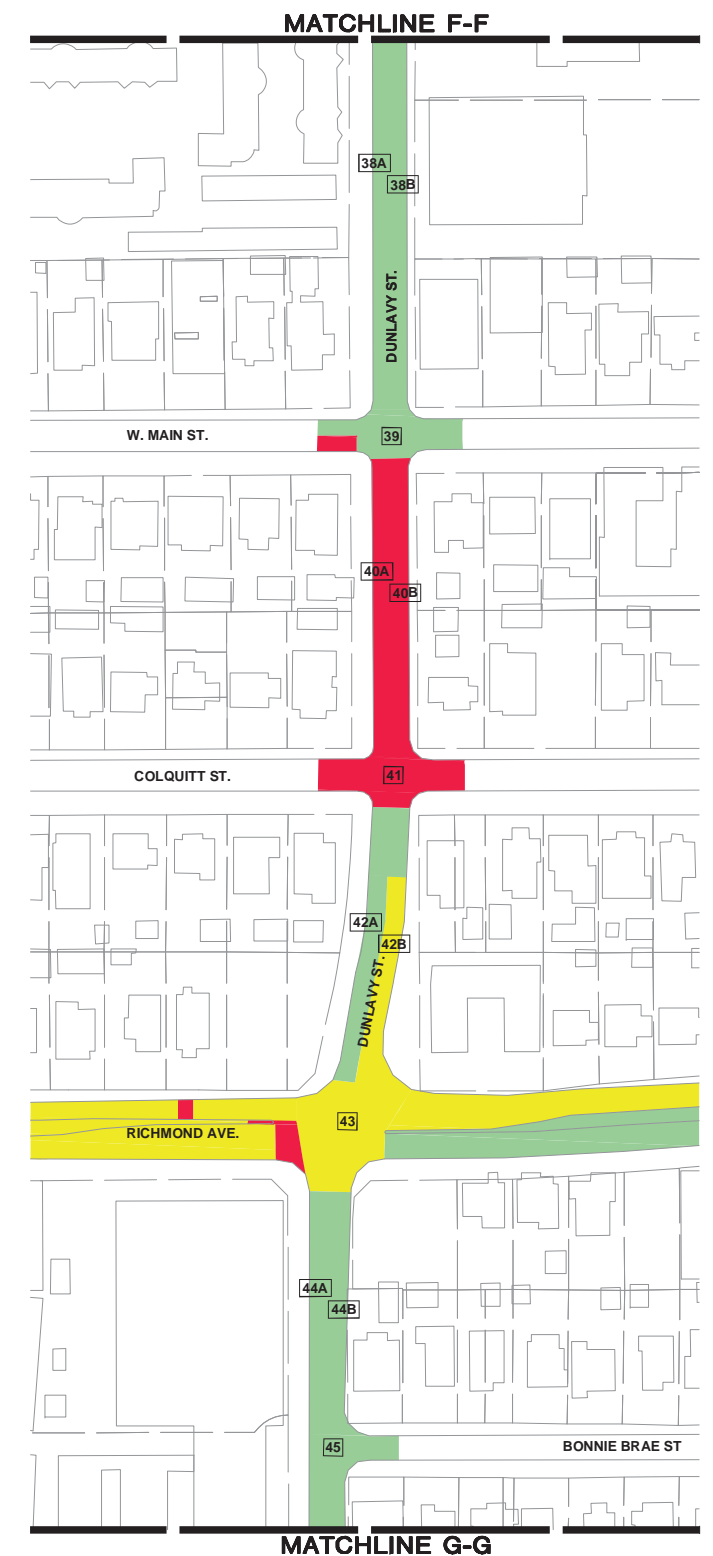 MATCHLINE F-F
38A
38B
DUNLAVY ST.
W. MAIN ST.
39
40A
40B
COLQUITT ST.
41
42A
42B
DUNLAVY ST.
43
RICHMOND AVE.
44A
44B
45
BONNIE BRAE ST
MATCHLINE G-G